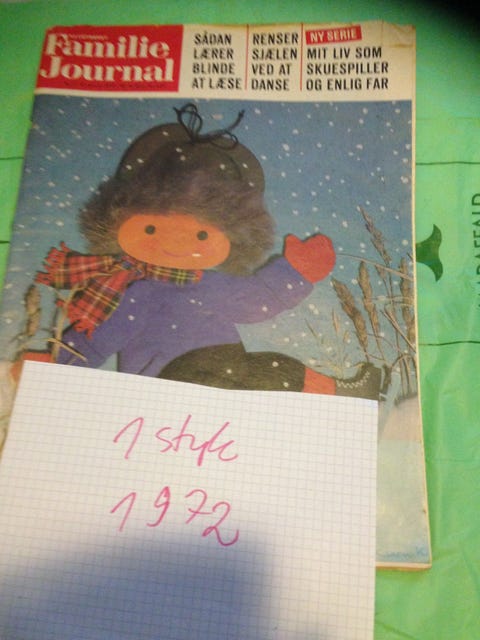 Familie
Journal
SÅDAN
LÆRER
BLINDE
AT LÆSE
RENSER
SJÆLEN
VED AT
DANSE
NY SERIE
MIT LIV SOM
SKUESPILLER
OG ENLIG FAR
1 styk
1972